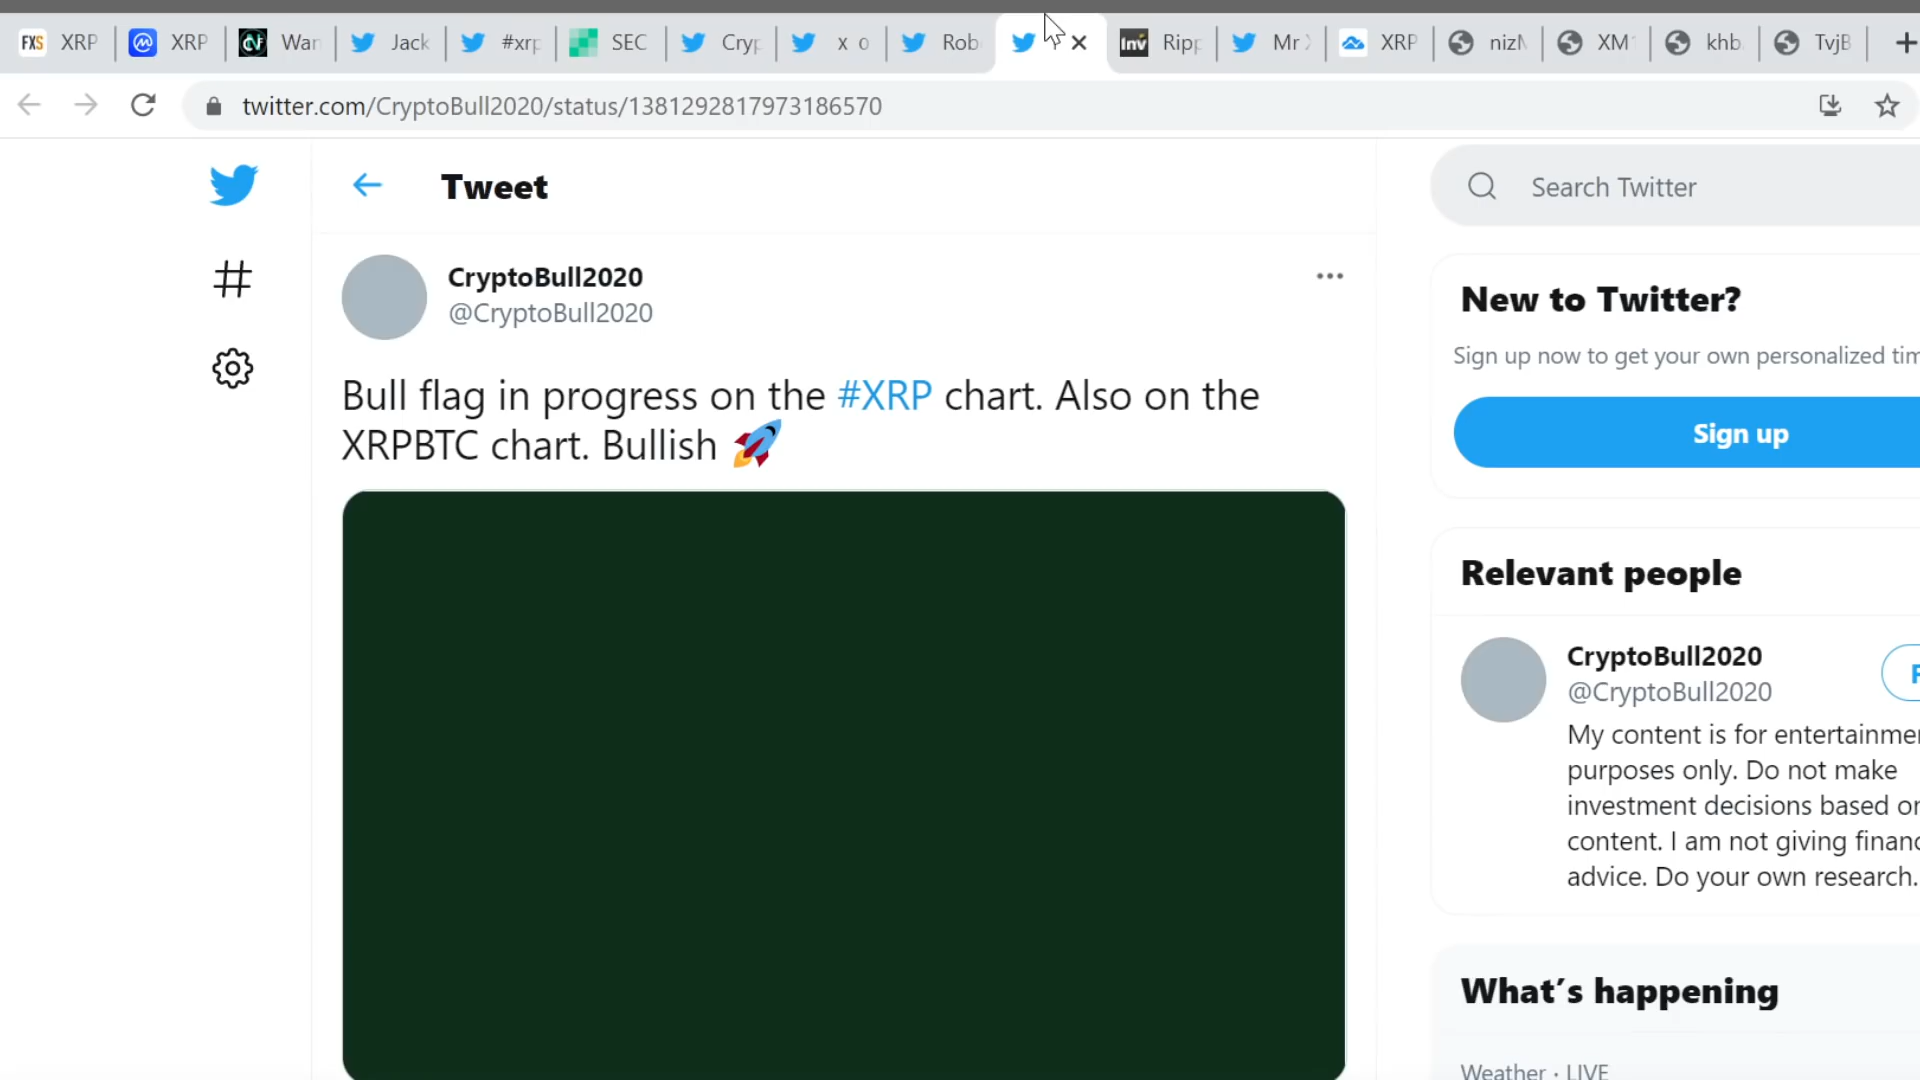 FXS XRP XRP War Jack #xrp SEC Cryp x o Rob Inv Ripp Mr XRP nizM XM khb TvjB
twitter.com/CryptoBull2020/status/1381292817973186570
Tweet
Search Twitter
CryptoBull2020
@CryptoBull2020
Bull flag in progress on the #XRP chart. Also on the
XRPBTC chart. Bullish 🚀
New to Twitter?
Sign up now to get your own personalized tim
Sign up
Relevant people
CryptoBull2020
@CryptoBull2020
F
My content is for entertainme
purposes only. Do not make
investment decisions based on
content. I am not giving financ
advice. Do your own research.
What's happening
Weather · LIVE